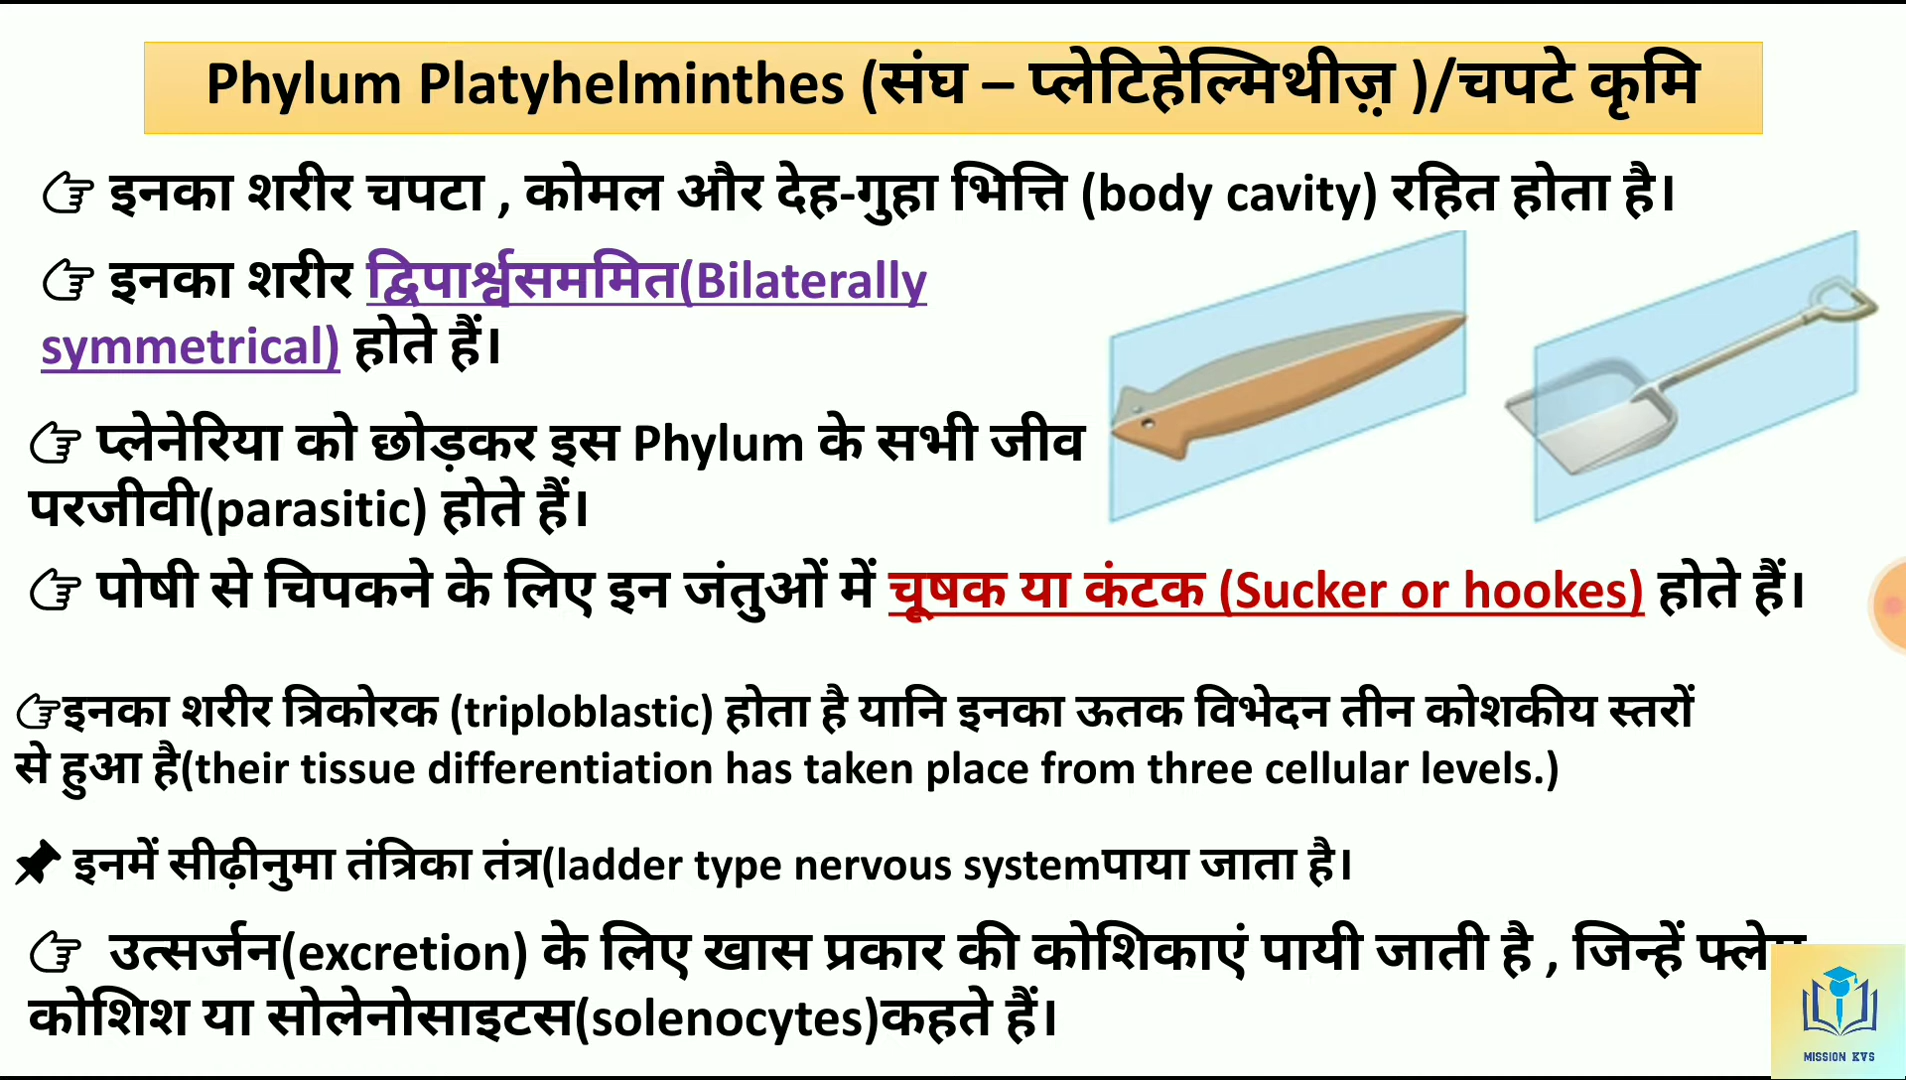 Phylum Platyhelminthes (संघ – प्लेटिहेल्मिथीज़़ )/चपटे कृमि
👉 इनका शरीर चपटा , कोमल और देह-गुहा भित्ति (body cavity) रहित होता है।
👉 इनका शरीर द्विपार्श्वसममित(Bilaterally
symmetrical) होते हैं।
👉 प्लेनेरिया को छोड़कर इस Phylum के सभी जीव
परजीवी(parasitic) होते हैं।
👉 पोषी से चिपकने के लिए इन जंतुओं में चूषक या कंटक (Sucker or hookes) होते हैं।
👉इनका शरीर त्रिकोरक (triploblastic) होता है यानि इनका ऊतक विभेदन तीन कोशकीय स्तरों
से हुआ है(their tissue differentiation has taken place from three cellular levels.)
📌 इनमें सीढ़ीनुमा तंत्रिका तंत्र(ladder type nervous systemपाया जाता है।
👉 उत्सर्जन(excretion) के लिए खास प्रकार की कोशिकाएं पायी जाती है , जिन्हें
कोशिश या सोलेनोसाइटस(solenocytes)कहते हैं।
MISSION KVS